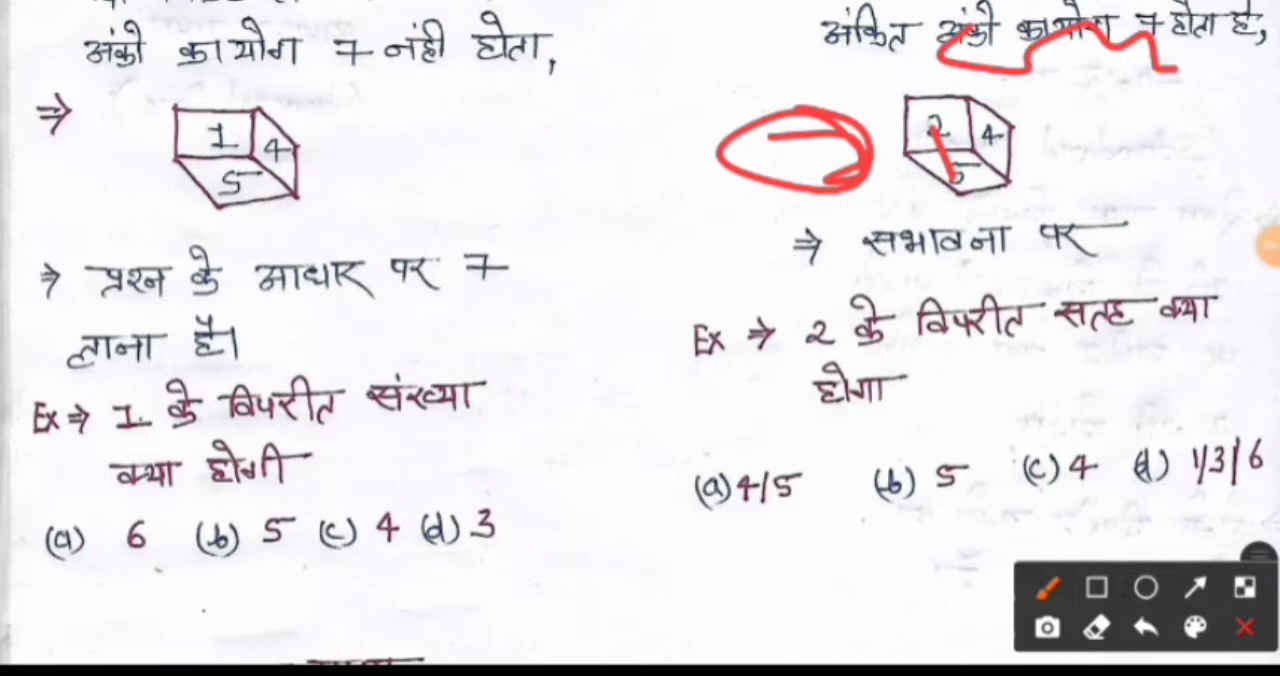 अंको का योग 7 नंही होता,
⇒
1
4
5
⇒ प्रश्न के आधार पर 7
लाना है।
Ex ⇒ 1 के विपरीत संख्या
क्या होगी
(a) 6 (b) 5 (c) 4 (d) 3
अंकित अंको का योग 7 होता है,
2
4
5
⇒ सभावना पर
Ex ⇒ 2 के विपरीत सतह क्या
होगा
(a) 4/5 (b) 5 (c) 4 (d) 1/3/6